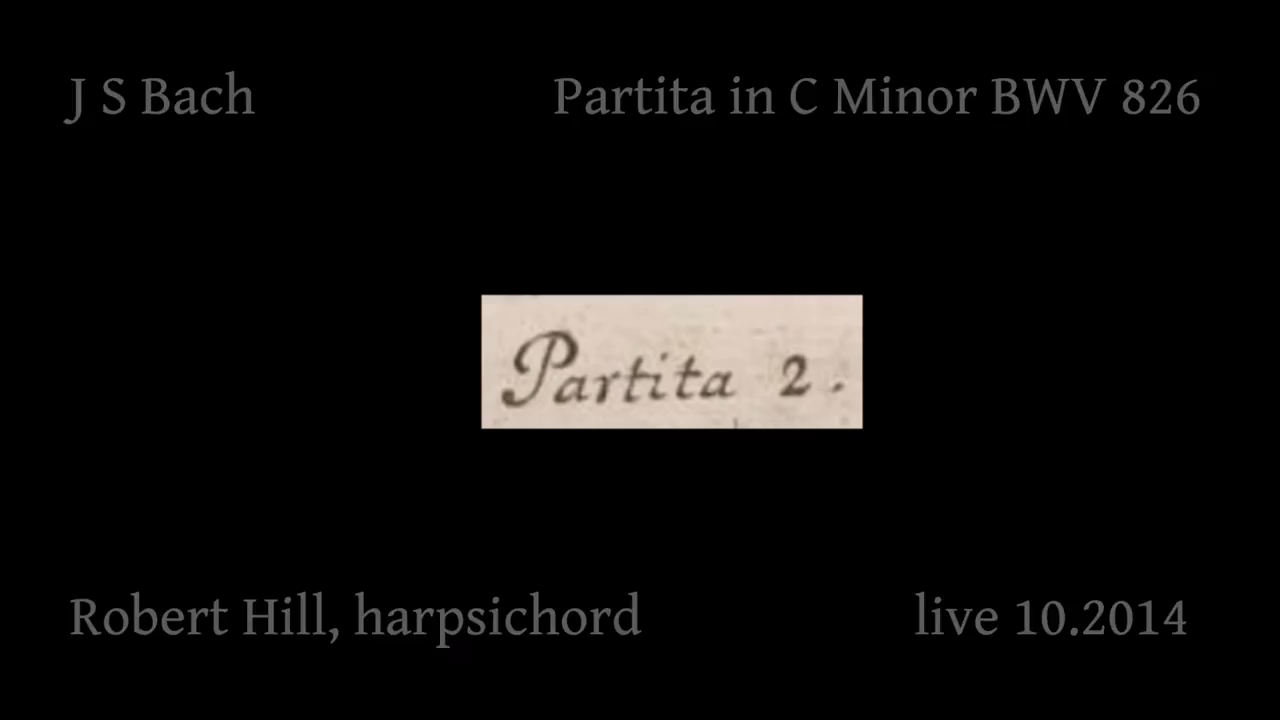 J S Bach
Partita in C Minor BWV 826
Partita 2.
Robert Hill, harpsichord
live 10.2014